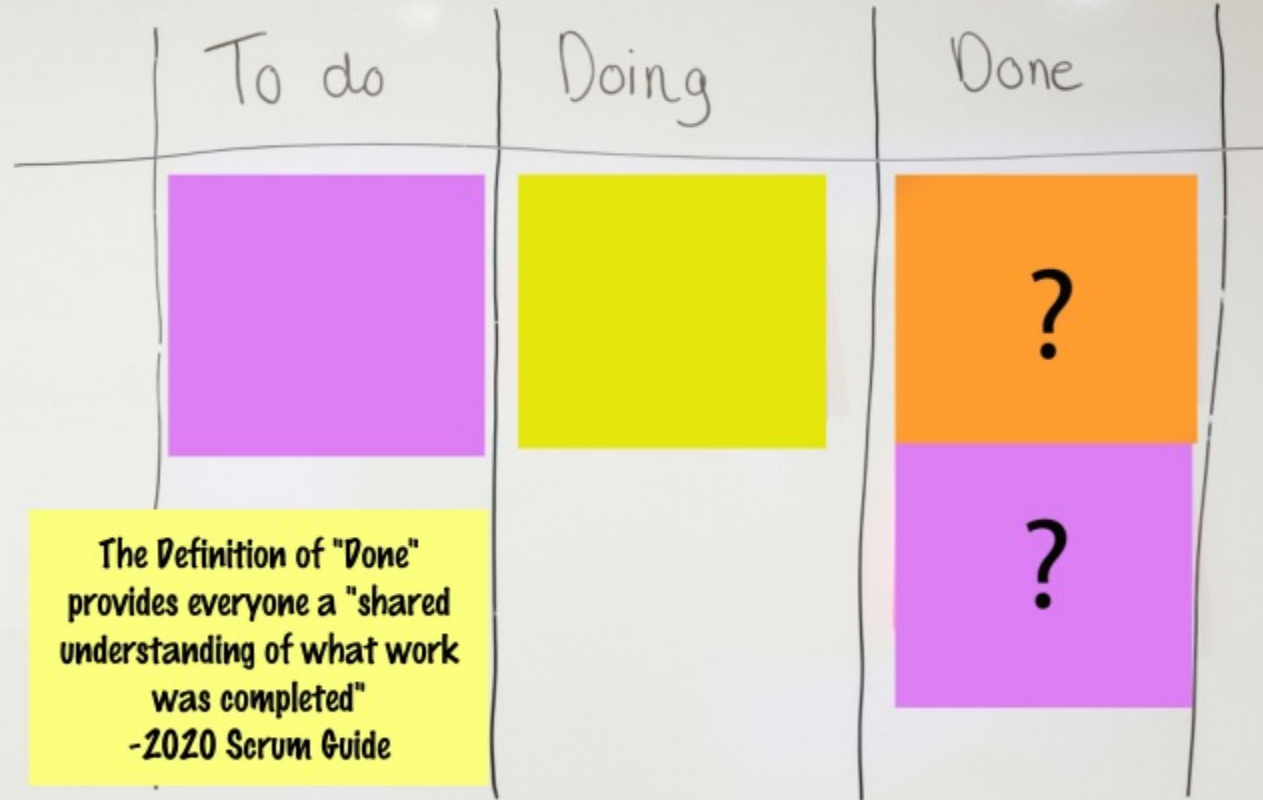 To do
Doing
Done
?
?
The Definition of "Done"
provides everyone a "shared
understanding of what work
was completed"
-2020 Scrum Guide